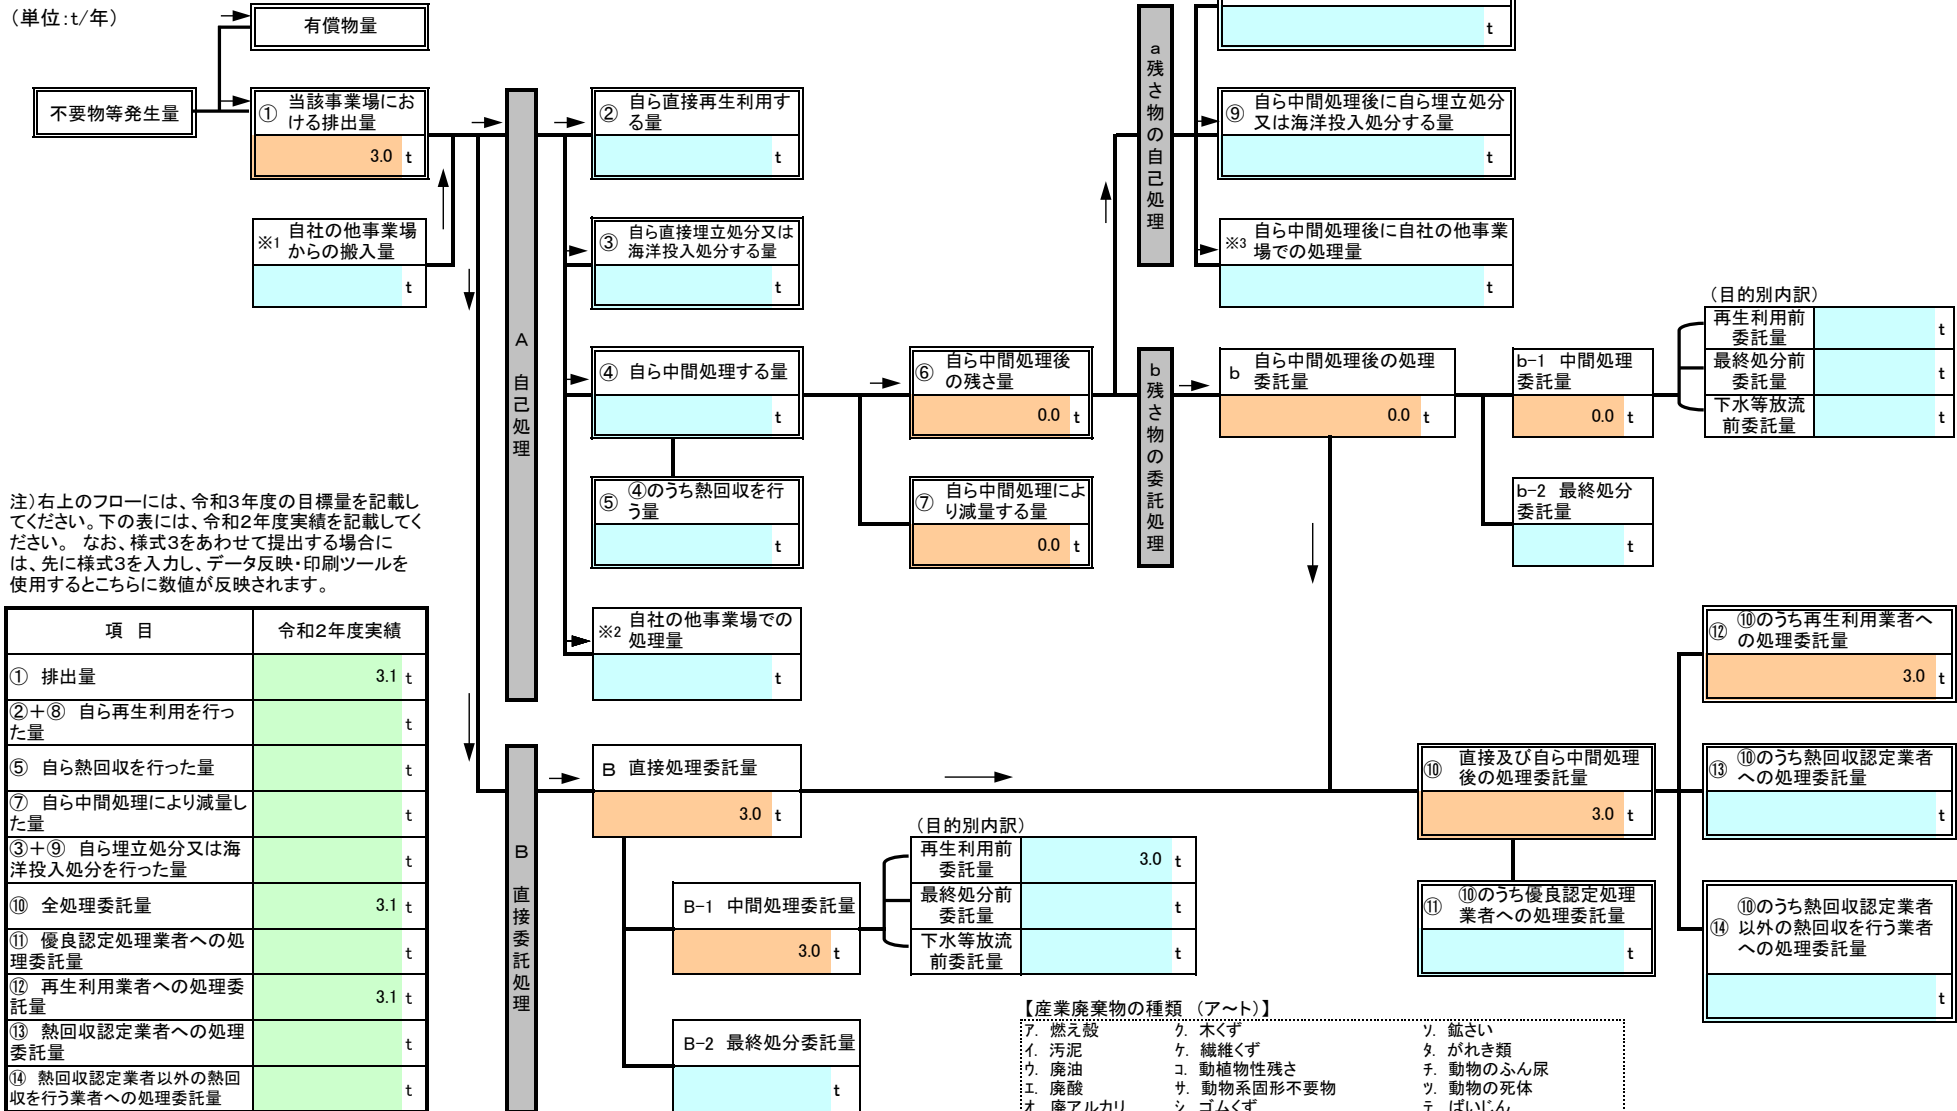 （単位：t/年）
有償物量
不要物等発生量
① 当該事業場にお
ける排出量
3.0 t
※1 自社の他事業場
からの搬入量
t
A 自己処理
② 自ら直接再生利用す
る量
t
③ 自ら直接埋立処分又は
海洋投入処分する量
t
④ 自ら中間処理する量
t
⑤ ④のうち熱回収を行
う量
t
※2 自社の他事業場での
処理量
t
⑥ 自ら中間処理後
の残さ量
0.0 t
⑦ 自ら中間処理によ
り減量する量
0.0 t
a残さ物の自己処理
t
⑨ 自ら中間処理後に自ら埋立処分
又は海洋投入処分する量
t
※3 自ら中間処理後に自社の他事業
場での処理量
t
b残さ物の委託処理
b 自ら中間処理後の処理
委託量
0.0 t
b-1 中間処理
委託量
0.0 t
（目的別内訳）
再生利用前
委託量
t
最終処分前
委託量
t
下水等放流
前委託量
t
b-2 最終処分
委託量
t
注）右上のフローには、令和3年度の目標量を記載し
てください。下の表には、令和2年度実績を記載してく
ださい。 なお、様式3をあわせて提出する場合に
は、先に様式3を入力し、データ反映・印刷ツールを
使用するとこちらに数値が反映されます。
項 目 令和2年度実績
① 排出量 3.1 t
②＋⑧ 自ら再生利用を行っ
た量
t
⑤ 自ら熱回収を行った量 t
⑦ 自ら中間処理により減量し
た量
t
③＋⑨ 自ら埋立処分又は海
洋投入処分を行った量
t
⑩ 全処理委託量 3.1 t
⑪ 優良認定処理業者への処
理委託量
t
⑫ 再生利用業者への処理委
託量
3.1 t
⑬ 熱回収認定業者への処理
委託量
t
⑭ 熱回収認定業者以外の熱回
収を行う業者への処理委託量
t
B 直接委託処理
B 直接処理委託量
3.0 t
B-1 中間処理委託量
3.0 t
（目的別内訳）
再生利用前
委託量
3.0 t
最終処分前
委託量
t
下水等放流
前委託量
t
B-2 最終処分委託量
t
⑩ 直接及び自ら中間処理
後の処理委託量
3.0 t
⑪ ⑩のうち優良認定処理
業者への処理委託量
t
⑫ ⑩のうち再生利用業者へ
の処理委託量
3.0 t
⑬ ⑩のうち熱回収認定業者
への処理委託量
t
⑭ ⑩のうち熱回収認定業者
以外の熱回収を行う業者
への処理委託量
t
【産業廃棄物の種類 （ア～ト）】
ア. 燃え殻 ク. 木くず ソ. 鉱さい
イ. 汚泥 ケ. 繊維くず タ. がれき類
ウ. 廃油 コ. 動植物性残さ チ. 動物のふん尿
エ. 廃酸 サ. 動物系固形不要物 ツ. 動物の死体
オ. 廃アルカリ シ. ゴムくず テ. ばいじん